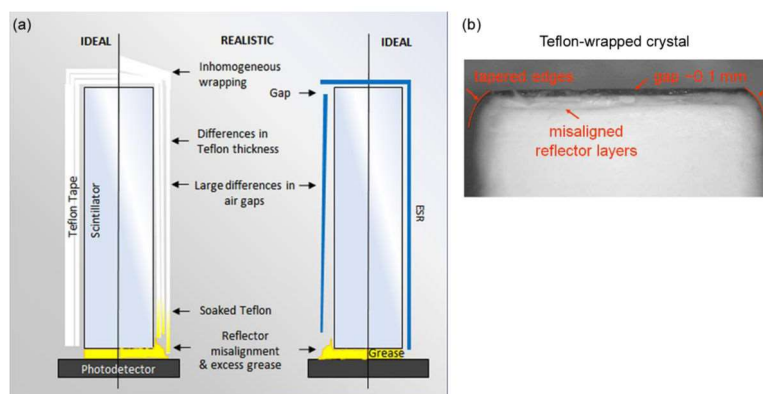 (a)
IDEAL
REALISTIC
IDEAL
Inhomogeneous
wrapping
Gap
Differences in
Teflon thickness
Large differences in
air gaps
Teflon Tape
Scintillator
ESR
Soaked Teflon
Reflector
misalignment
& excess grease
Grease
Photodetector
(b)
Teflon-wrapped crystal
tapered edges
gap ~0.1 mm
misaligned
reflector layers